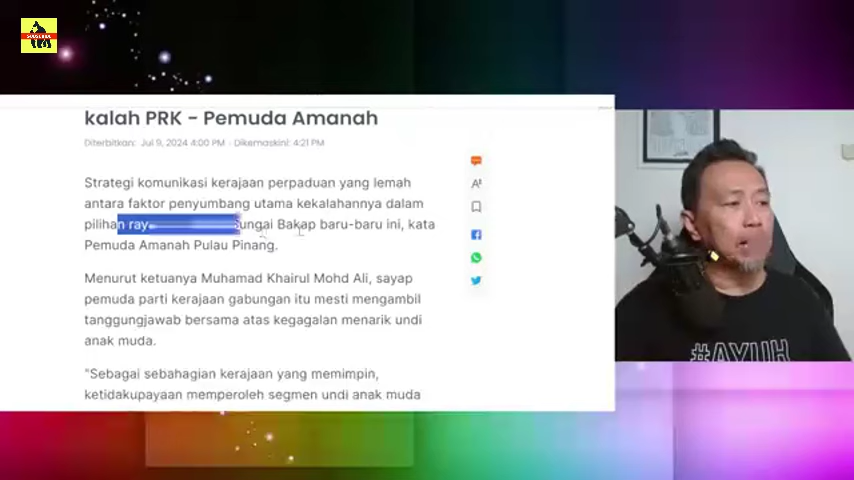 SUBSCRIBE
kalah PRK - Pemuda Amanah
Diterbitkan: Jul 9, 2024 4:00 PM · Dikemaskini: 4:21 PM
Strategi komunikasi kerajaan perpaduan yang lemah
antara faktor penyumbang utama kekalahannya dalam
pilihan ray ungai Bakap baru-baru ini, kata
Pemuda Amanah Pulau Pinang.
Menurut ketuanya Muhamad Khairul Mohd Ali, sayap
pemuda parti kerajaan gabungan itu mesti mengambil
tanggungjawab bersama atas kegagalan menarik undi
anak muda.
"Sebagai sebahagian kerajaan yang memimpin,
ketidakupayaan memperoleh segmen undi anak muda
#AYUH